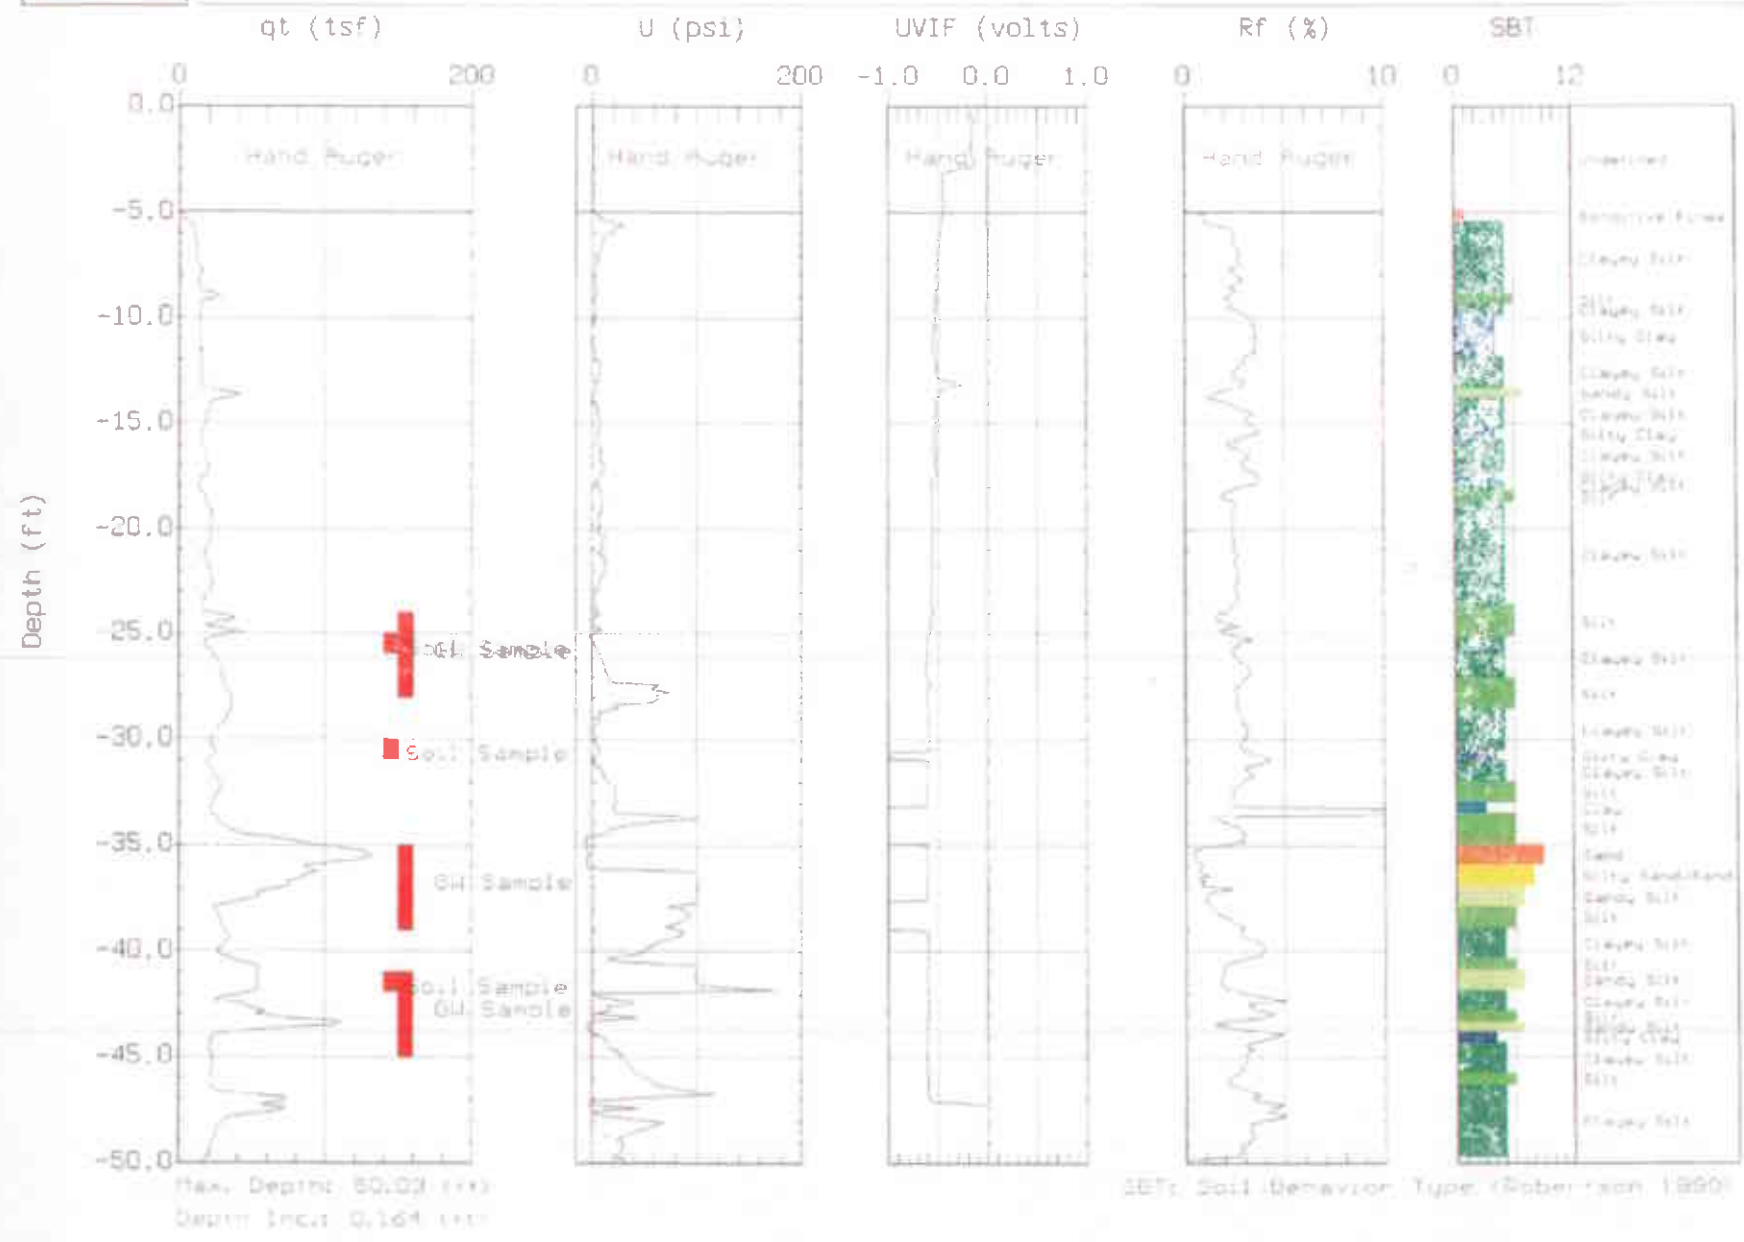 qt (tsf)
U (psi)
UVIF (volts)
Rf (%)
SBT
0 200
0 200
-1.0 0.0 1.0
0 10
0 12
Depth (ft)
0.0
-5.0
-10.0
-15.0
-20.0
-25.0
-30.0
-35.0
-40.0
-45.0
-50.0
Hand Auger
Hand Auger
Hand Auger
Hand Auger
Sample
Soil Sample
GW Sample
Soil Sample
GW Sample
Undefined
Sensitive Fines
Clayey Silt
Silt
Clayey Silt
Silty Clay
Clayey Silt
Sandy Silt
Clayey Silt
Silty Clay
Clayey Silt
Clayey Silt
Silt
Clayey Silt
Silt
Clayey Silt
Silt
Clayey Silt
Silty Clay
Clayey Silt
Silt
Clay
Silt
Sand
Silty Sand/Sand
Sandy Silt
Silt
Clayey Silt
Silt
Sandy Silt
Clayey Silt
Silt
Sandy Silt
Silty Clay
Clayey Silt
Silt
Clayey Silt
Max. Depth: 50.03 (ft)
Depth Inc.: 0.164 (ft)
SBT: Soil Behavior Type (Robertson 1990)